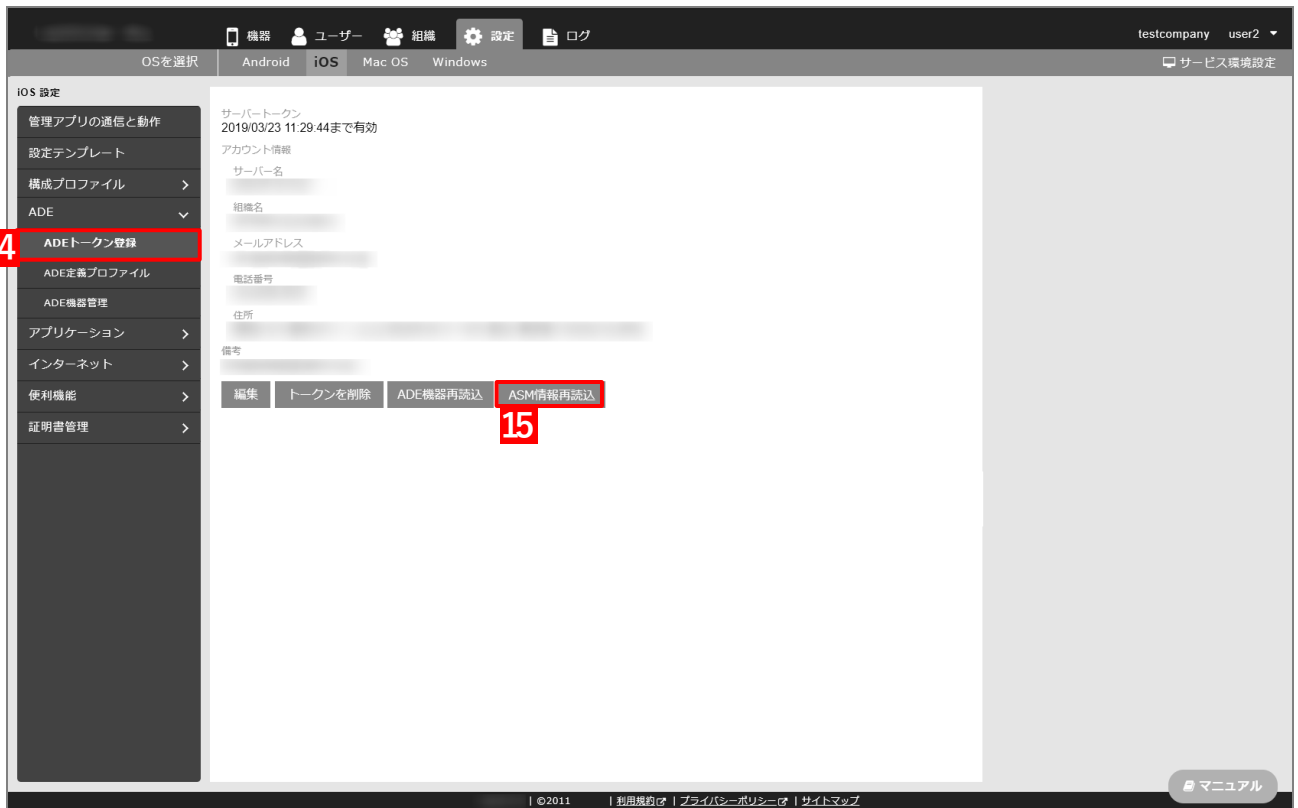 機器 ユーザー 組織 設定 ログ testcompany user2
OSを選択 Android iOS Mac OS Windows サービス環境設定
iOS 設定
管理アプリの通信と動作
設定テンプレート
構成プロファイル
ADE
4 ADEトークン登録
ADE定義プロファイル
ADE機器管理
アプリケーション
インターネット
便利機能
証明書管理
サーバートークン
2019/03/23 11:29:44まで有効
アカウント情報
サーバー名
組織名
メールアドレス
電話番号
住所
備考
編集 トークンを削除 ADE機器再読込 ASM情報再読込
15
マニュアル
| ©2011 | 利用規約 | プライバシーポリシー | サイトマップ